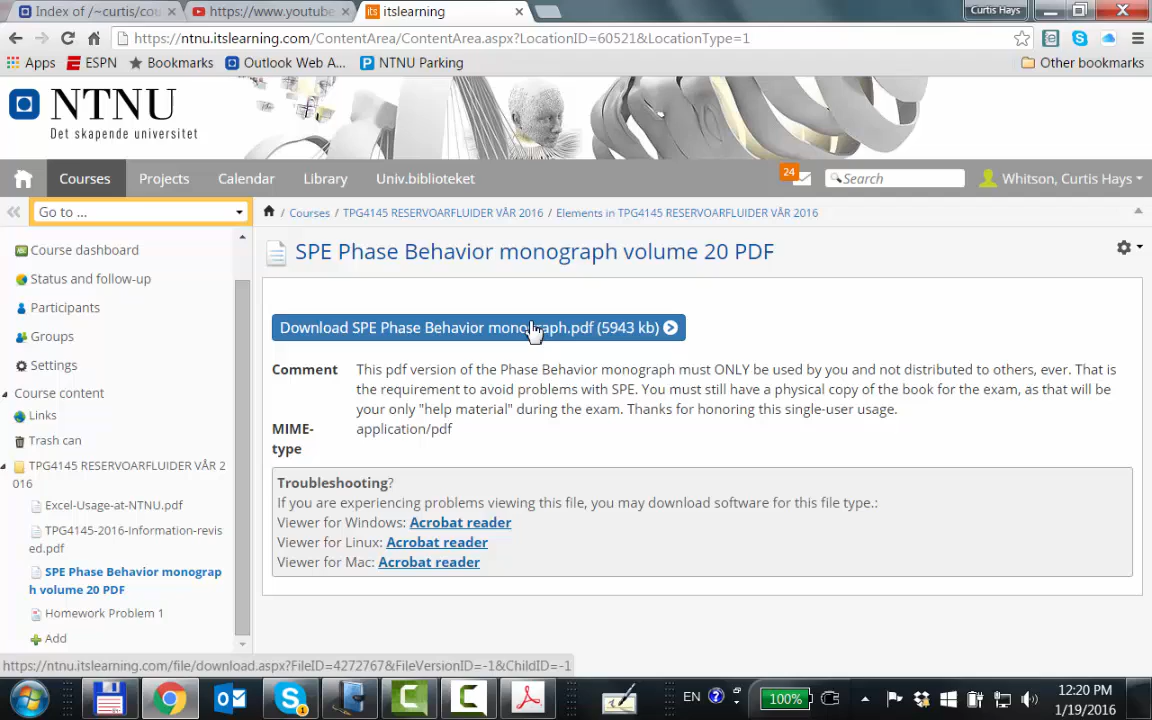 Index of /~curtis/cou
https://www.youtube
itslearning
Curtis Hays
https://ntnu.itslearning.com/ContentArea/ContentArea.aspx?LocationID=60521&LocationType=1
Apps
ESPN
Bookmarks
Outlook Web A...
NTNU Parking
Other bookmarks
NTNU
Det skapende universitet
Courses
Projects
Calendar
Library
Univ.biblioteket
24
Search
Whitson, Curtis Hays
Go to ...
Courses / TPG4145 RESERVOARFLUIDER VÅR 2016 / Elements in TPG4145 RESERVOARFLUIDER VÅR 2016
Course dashboard
Status and follow-up
Participants
Groups
Settings
Course content
Links
Trash can
TPG4145 RESERVOARFLUIDER VÅR 2
016
Excel-Usage-at-NTNU.pdf
TPG4145-2016-Information-revis
ed.pdf
SPE Phase Behavior monograp
h volume 20 PDF
Homework Problem 1
Add
SPE Phase Behavior monograph volume 20 PDF
Download SPE Phase Behavior monograph.pdf (5943 kb)
Comment
This pdf version of the Phase Behavior monograph must ONLY be used by you and not distributed to others, ever. That is
the requirement to avoid problems with SPE. You must still have a physical copy of the book for the exam, as that will be
your only "help material" during the exam. Thanks for honoring this single-user usage.
MIME-
type
application/pdf
Troubleshooting?
If you are experiencing problems viewing this file, you may download software for this file type.:
Viewer for Windows: Acrobat reader
Viewer for Linux: Acrobat reader
Viewer for Mac: Acrobat reader
https://ntnu.itslearning.com/file/download.aspx?FileID=4272767&FileVersionID=-1&ChildID=-1
EN
100%
12:20 PM
1/19/2016